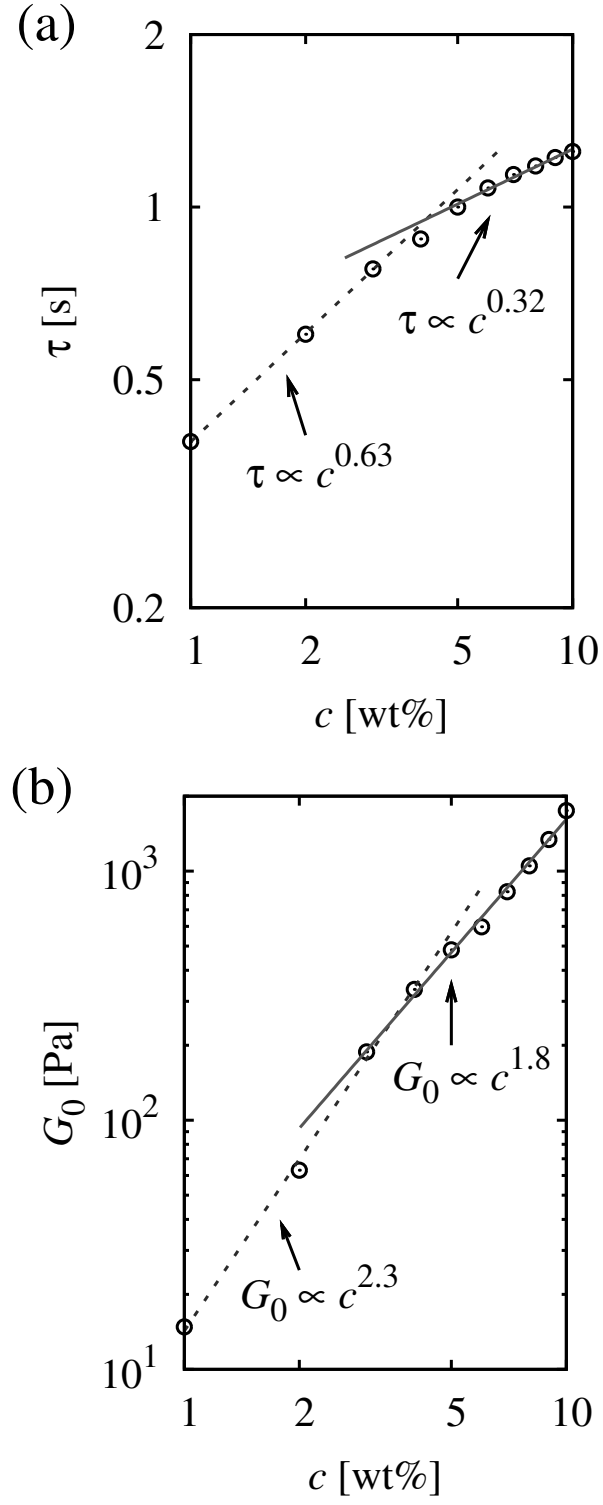 (a)
2
1
0.5
0.2
τ [s]
τ ∝ c^0.32
τ ∝ c^0.63
1 2 5 10
c [wt%]
(b)
10^3
10^2
10^1
G_0 [Pa]
G_0 ∝ c^1.8
G_0 ∝ c^2.3
1 2 5 10
c [wt%]